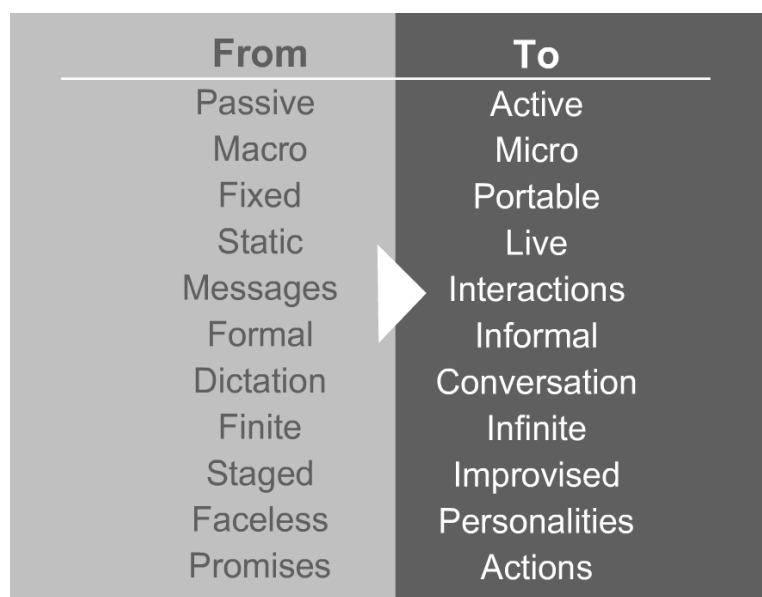 From To
Passive Active
Macro Micro
Fixed Portable
Static Live
Messages Interactions
Formal Informal
Dictation Conversation
Finite Infinite
Staged Improvised
Faceless Personalities
Promises Actions